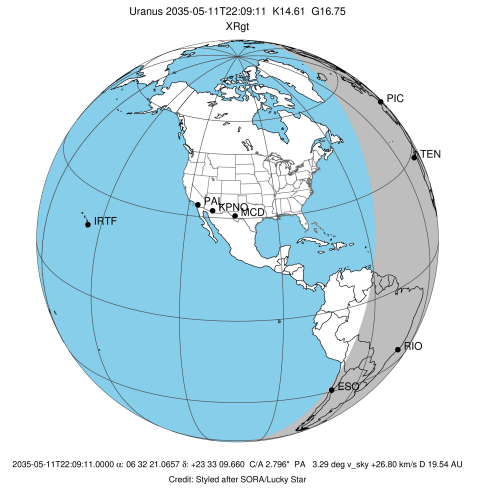 Uranus 2035-05-11T22:09:11 K14.61 G16.75
XRgt
PIC
TEN
PAL
KPNO
MCD
IRTF
RIO
ESO
2035-05-11T22:09:11.0000 α: 06 32 21.0657 δ: +23 33 09.660 C/A 2.796" PA 3.29 deg v_sky +26.80 km/s D 19.54 AU
Credit: Styled after SORA/Lucky Star